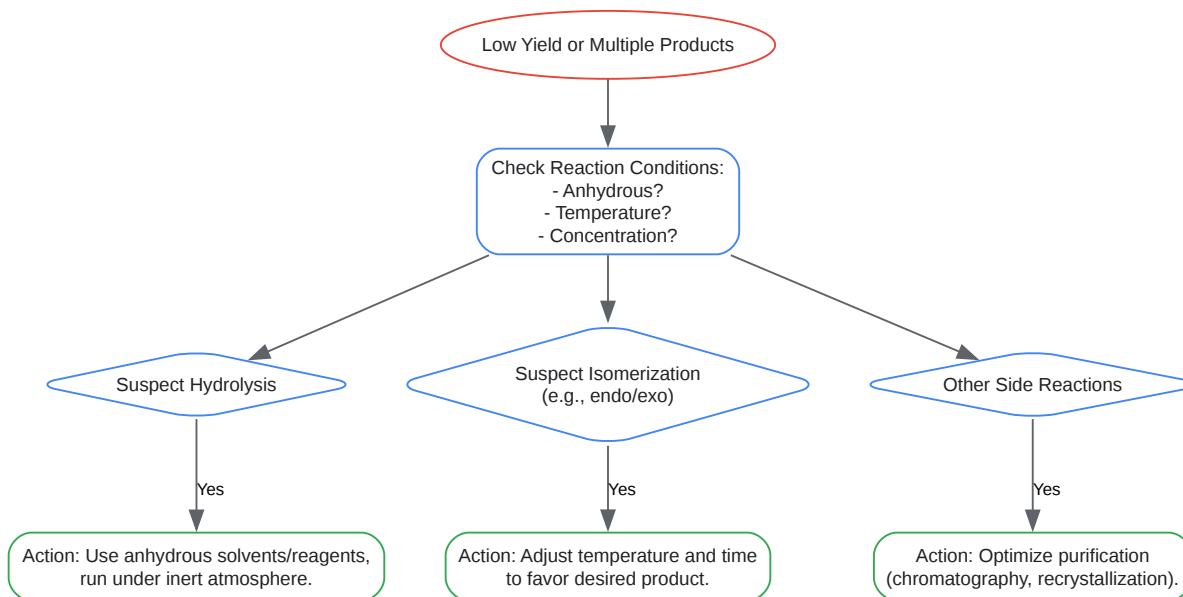 Low Yield or Multiple Products
Check Reaction Conditions:
- Anhydrous?
- Temperature?
- Concentration?
Suspect Hydrolysis
Suspect Isomerization
(e.g., endo/exo)
Other Side Reactions
Yes
Yes
Yes
Action: Use anhydrous solvents/reagents,
run under inert atmosphere.
Action: Adjust temperature and time
to favor desired product.
Action: Optimize purification
(chromatography, recrystallization).